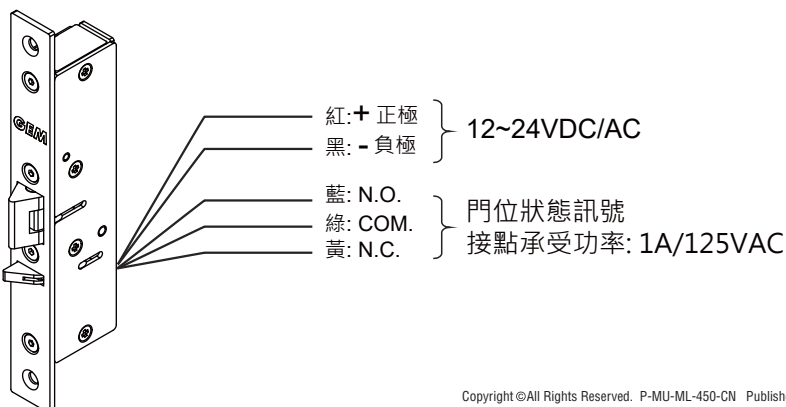 GEM
紅:+ 正極
黑: - 負極
12~24VDC/AC
藍: N.O.
綠: COM.
黃: N.C.
門位狀態訊號
接點承受功率: 1A/125VAC
Copyright ©All Rights Reserved. P-MU-ML-450-CN Publish